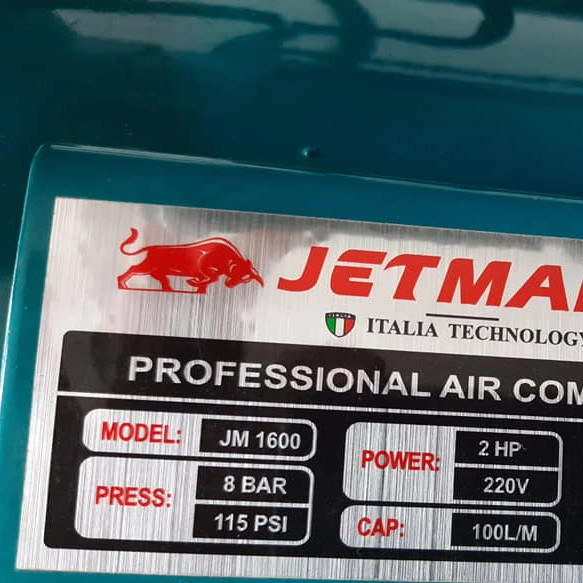 JETMA
ITALIA
ITALIA TECHNOLOGY
PROFESSIONAL AIR COM
MODEL: JM 1600
PRESS: 8 BAR
115 PSI
POWER: 2 HP
220V
CAP: 100L/M